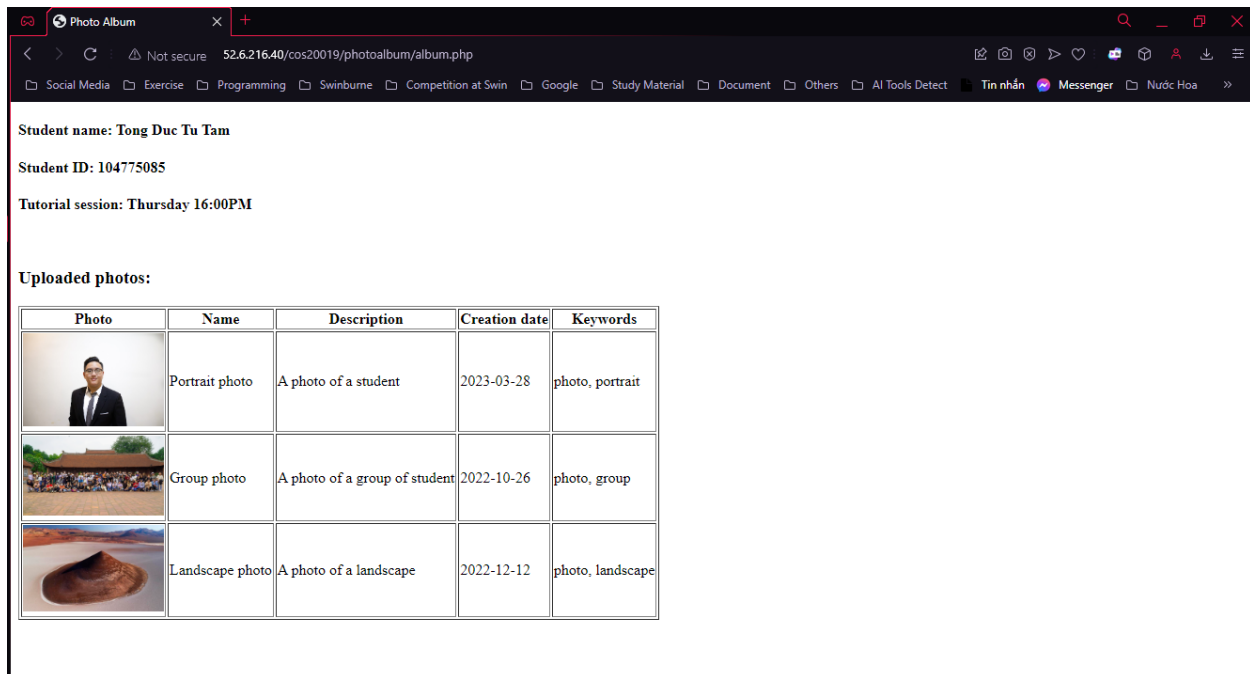 Photo Album
Not secure 52.6.216.40/cos20019/photoalbum/album.php
Social Media Exercise Programming Swinburne Competition at Swin Google Study Material Document Others AI Tools Detect Tin nhắn Messenger Nước Hoa
Student name: Tong Duc Tu Tam
Student ID: 104775085
Tutorial session: Thursday 16:00PM
Uploaded photos:
Photo Name Description Creation date Keywords
Portrait photo A photo of a student 2023-03-28 photo, portrait
Group photo A photo of a group of student 2022-10-26 photo, group
Landscape photo A photo of a landscape 2022-12-12 photo, landscape